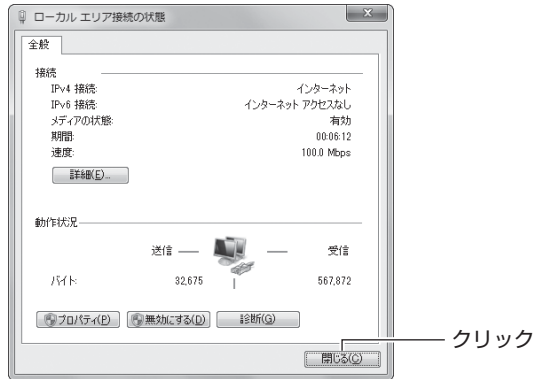 ローカル エリア接続の状態
全般
接続
IPv4 接続: インターネット
IPv6 接続: インターネット アクセスなし
メディアの状態: 有効
期間: 00:06:12
速度: 100.0 Mbps
詳細(E)...
動作状況
送信 — — 受信
バイト: 32,675 567,872
プロパティ(P) 無効にする(D) 診断(G)
閉じる(C)
クリック